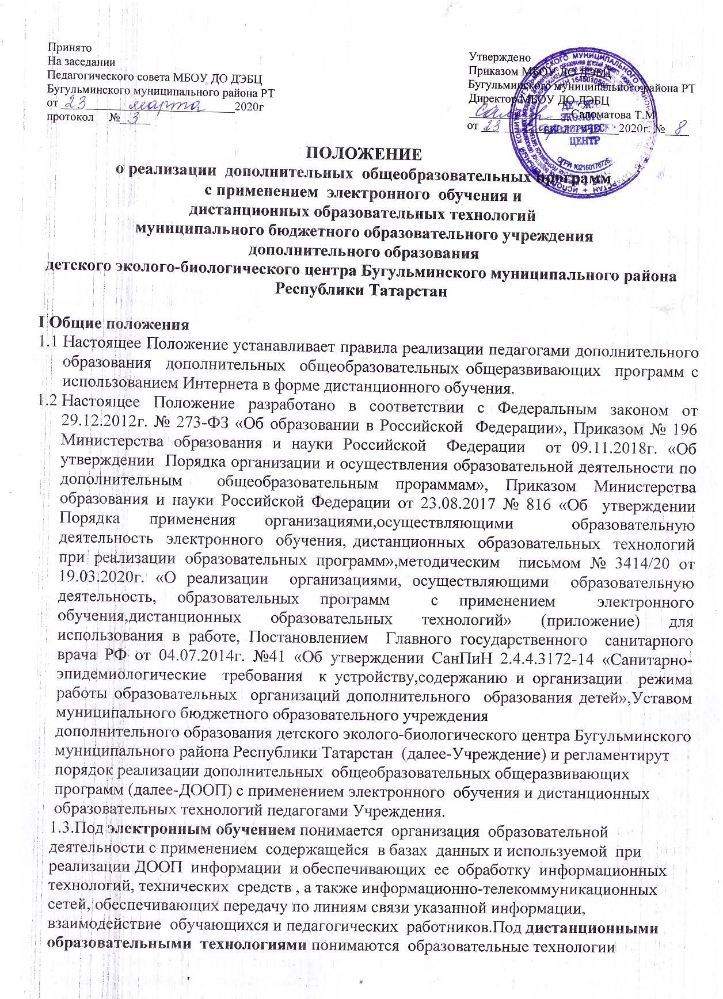 Принято
На заседании
Педагогического совета МБОУ ДО ДЭБЦ
Бугульминского муниципального района РТ
от 23 марта 2020г
протокол № 3
Утверждено
Приказом МБОУ ДО ДЭБЦ
Бугульминского муниципального района РТ
Директор МБОУ ДО ДЭБЦ
Саломатова Т.М
от 23 2020г. № 8
ДЕТСКИЙ
ЭКОЛОГО
БИОЛОГИЧЕСКИЙ
ЦЕНТР
ПОЛОЖЕНИЕ
о реализации дополнительных общеобразовательных программ
с применением электронного обучения и
дистанционных образовательных технологий
муниципального бюджетного образовательного учреждения
дополнительного образования
детского эколого-биологического центра Бугульминского муниципального района
Республики Татарстан
I Общие положения
1.1 Настоящее Положение устанавливает правила реализации педагогами дополнительного
образования дополнительных общеобразовательных общеразвивающих программ с
использованием Интернета в форме дистанционного обучения.
1.2 Настоящее Положение разработано в соответствии с Федеральным законом от
29.12.2012г. № 273-ФЗ «Об образовании в Российской Федерации», Приказом № 196
Министерства образования и науки Российской Федерации от 09.11.2018г. «Об
утверждении Порядка организации и осуществления образовательной деятельности по
дополнительным общеобразовательным прораммам», Приказом Министерства
образования и науки Российской Федерации от 23.08.2017 № 816 «Об утверждении
Порядка применения организациями,осуществляющими образовательную
деятельность электронного обучения, дистанционных образовательных технологий
при реализации образовательных программ»,методическим письмом № 3414/20 от
19.03.2020г. «О реализации организациями, осуществляющими образовательную
деятельность, образовательных программ с применением электронного
обучения,дистанционных образовательных технологий» (приложение) для
использования в работе, Постановлением Главного государственного санитарного
врача РФ от 04.07.2014г. №41 «Об утверждении СанПиН 2.4.4.3172-14 «Санитарно-
эпидемиологические требования к устройству,содержанию и организации режима
работы образовательных организаций дополнительного образования детей»,Уставом
муниципального бюджетного образовательного учреждения
дополнительного образования детского эколого-биологического центра Бугульминского
муниципального района Республики Татарстан (далее-Учреждение) и регламентирут
порядок реализации дополнительных общеобразовательных общеразвивающих
программ (далее-ДООП) с применением электронного обучения и дистанционных
образовательных технологий педагогами Учреждения.
1.3.Под электронным обучением понимается организация образовательной
деятельности с применением содержащейся в базах данных и используемой при
реализации ДООП информации и обеспечивающих ее обработку информационных
технологий, технических средств , а также информационно-телекоммуникационных
сетей, обеспечивающих передачу по линиям связи указанной информации,
взаимодействие обучающихся и педагогических работников.Под дистанционными
образовательными технологиями понимаются образовательные технологии